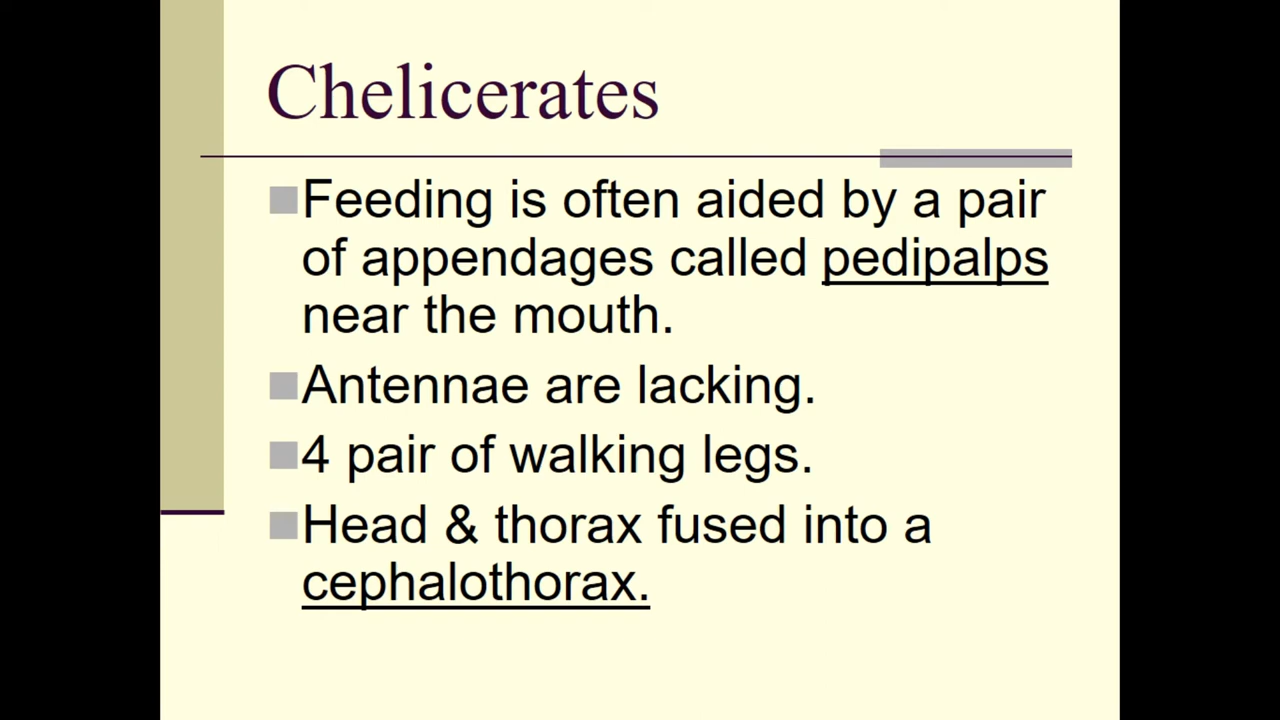 Chelicerates
Feeding is often aided by a pair
of appendages called pedipalps
near the mouth.
Antennae are lacking.
4 pair of walking legs.
Head & thorax fused into a
cephalothorax.